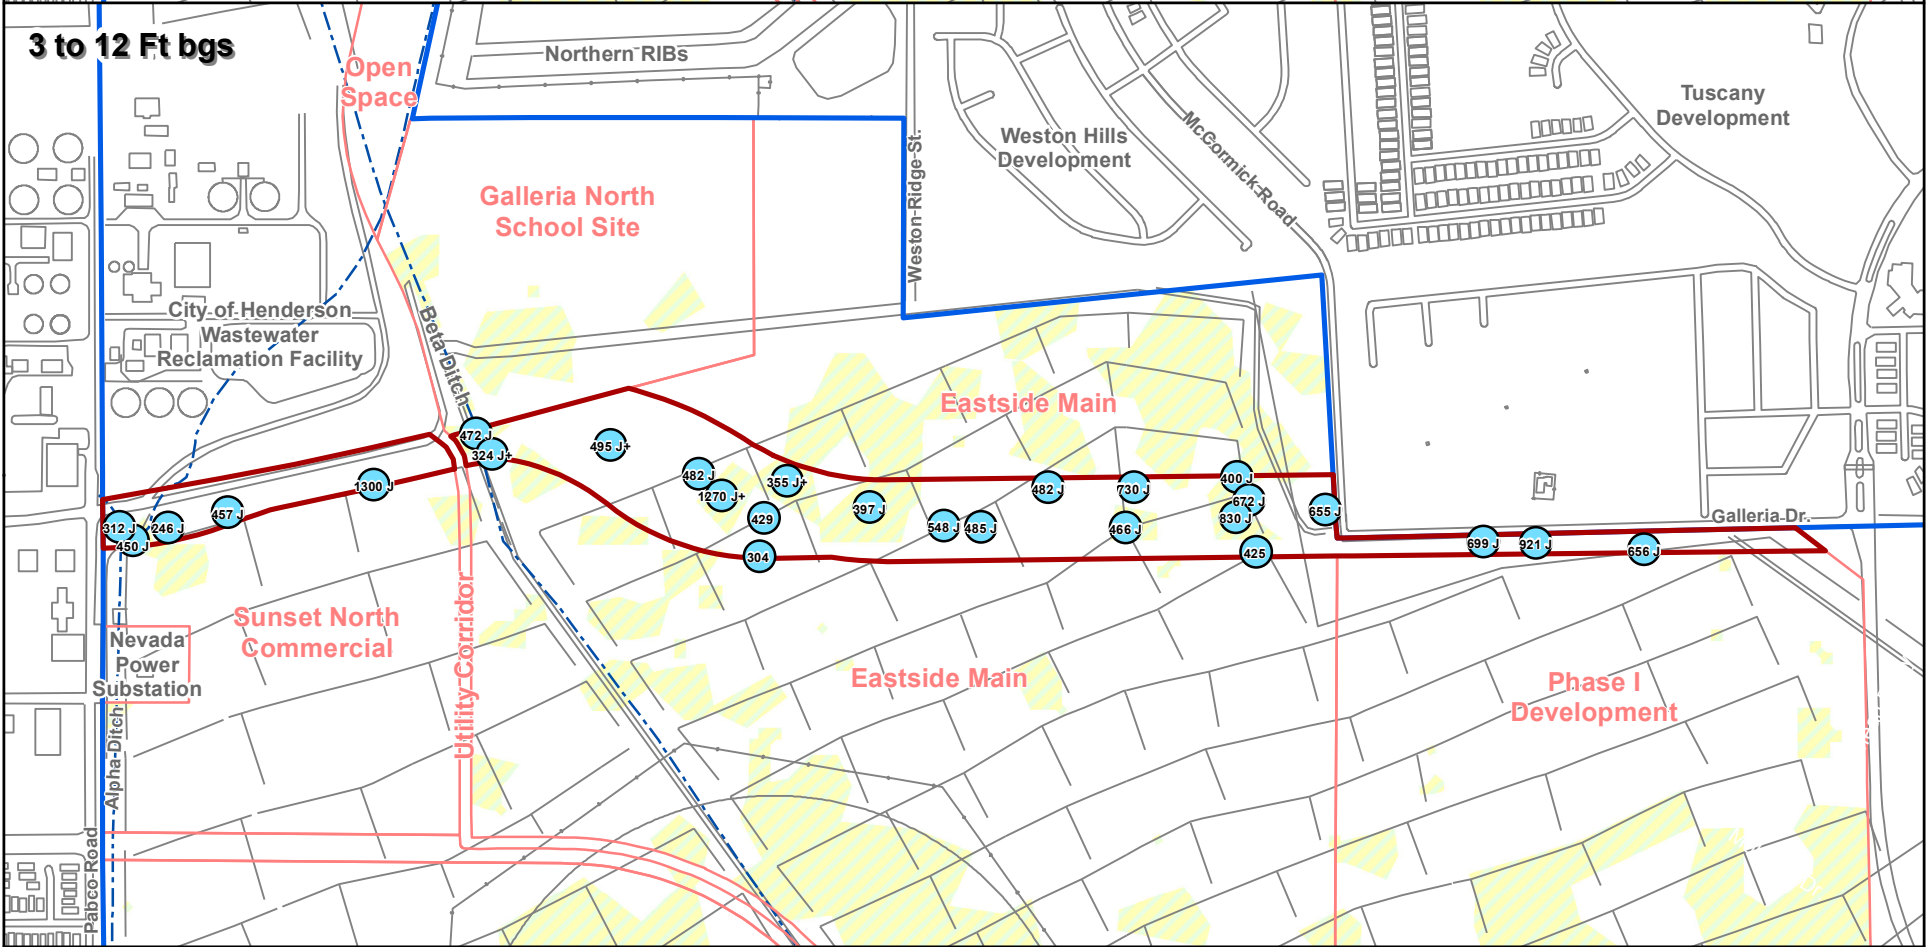 3 to 12 Ft bgs
Open
Space
Northern RIBs
Tuscany
Development
Weston Hills
Development
McCormick Road
Weston Ridge St.
Galleria North
School Site
City of Henderson
Wastewater
Reclamation Facility
Beta Ditch
Eastside Main
472 J
324 J+
495 J+
482 J
1270 J+
355 J+
429
304
397 J
548 J
485 J
482 J
730 J
466 J
400 J
672 J
830 J
425
655 J
699 J
921 J
656 J
Galleria Dr.
1300 J
457 J
246 J
312 J
450 J
Sunset North
Commercial
Utility Corridor
Nevada
Power
Substation
Eastside Main
Phase I
Development
Alpha Ditch
Pabco Road
Dr